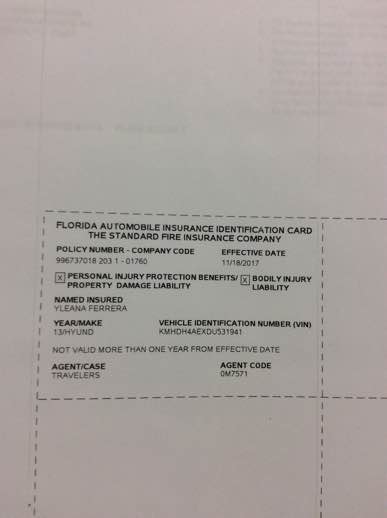 FLORIDA AUTOMOBILE INSURANCE IDENTIFICATION CARD
THE STANDARD FIRE INSURANCE COMPANY
POLICY NUMBER - COMPANY CODE EFFECTIVE DATE
996737018 203 1 - 01760 11/18/2017
X PERSONAL INJURY PROTECTION BENEFITS/ X BODILY INJURY
PROPERTY DAMAGE LIABILITY LIABILITY
NAMED INSURED
YLEANA FERRERA
YEAR/MAKE VEHICLE IDENTIFICATION NUMBER (VIN)
13/HYUND KMHDH4AEXDU531941
NOT VALID MORE THAN ONE YEAR FROM EFFECTIVE DATE
AGENT/CASE AGENT CODE
TRAVELERS 0M7571